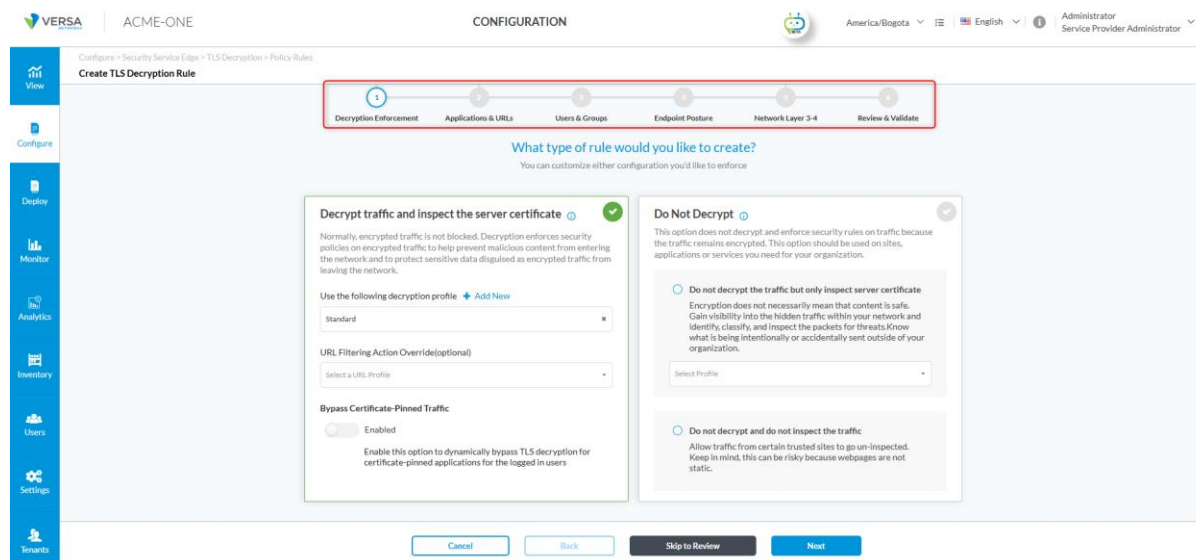 VERSA
NETWORKS
ACME-ONE
CONFIGURATION
America/Bogota
English
Administrator
Service Provider Administrator
View
Configure
Deploy
Monitor
Analytics
Inventory
Users
Settings
Tenants
Configure > Security Service Edge > TLS Decryption > Policy Rules
Create TLS Decryption Rule
1
2
3
4
5
6
Decryption Enforcement
Applications & URLs
Users & Groups
Endpoint Posture
Network Layer 3-4
Review & Validate
What type of rule would you like to create?
You can customize either configuration you'd like to enforce
Decrypt traffic and inspect the server certificate
Normally, encrypted traffic is not blocked. Decryption enforces security
policies on encrypted traffic to help prevent malicious content from entering
the network and to protect sensitive data disguised as encrypted traffic from
leaving the network.
Use the following decryption profile + Add New
Standard
URL Filtering Action Override(optional)
Select a URL Profile
Bypass Certificate-Pinned Traffic
Enabled
Enable this option to dynamically bypass TLS decryption for
certificate-pinned applications for the logged in users
Do Not Decrypt
This option does not decrypt and enforce security rules on traffic because
the traffic remains encrypted. This option should be used on sites,
applications or services you need for your organization.
Do not decrypt the traffic but only inspect server certificate
Encryption does not necessarily mean that content is safe.
Gain visibility into the hidden traffic within your network and
identify, classify, and inspect the packets for threats.Know
what is being intentionally or accidentally sent outside of your
organization.
Select Profile
Do not decrypt and do not inspect the traffic
Allow traffic from certain trusted sites to go un-inspected.
Keep in mind, this can be risky because webpages are not
static.
Cancel
Back
Skip to Review
Next